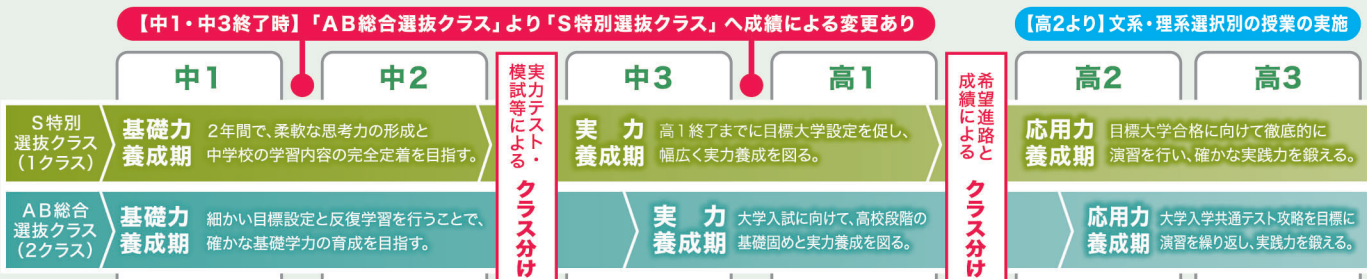 【中1・中3終了時】「AB総合選抜クラス」より「S特別選抜クラス」へ成績による変更あり
【高2より】文系・理系選択別の授業の実施
中1
中2
実力テスト・
模試等による
クラス分け
中3
高1
希望進路と
成績による
クラス分け
高2
高3
S特別
選抜クラス
(1クラス)
基礎力
養成期
2年間で、柔軟な思考力の形成と
中学校の学習内容の完全定着を目指す。
実力
養成期
高1終了までに目標大学設定を促し、
幅広く実力養成を図る。
応用力
養成期
目標大学合格に向けて徹底的に
演習を行い、確かな実践力を鍛える。
AB総合
選抜クラス
(2クラス)
基礎力
養成期
細かい目標設定と反復学習を行うことで、
確かな基礎学力の育成を目指す。
実力
養成期
大学入試に向けて、高校段階の
基礎固めと実力養成を図る。
応用力
養成期
大学入学共通テスト攻略を目標に
演習を繰り返し、実践力を鍛える。